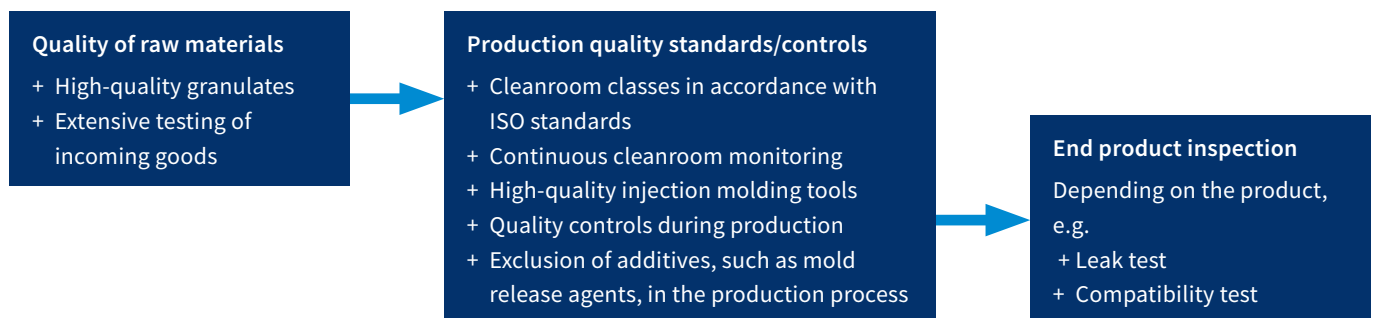 Quality of raw materials
+ High-quality granulates
+ Extensive testing of
incoming goods
Production quality standards/controls
+ Cleanroom classes in accordance with
ISO standards
+ Continuous cleanroom monitoring
+ High-quality injection molding tools
+ Quality controls during production
+ Exclusion of additives, such as mold
release agents, in the production process
End product inspection
Depending on the product,
e.g.
+ Leak test
+ Compatibility test